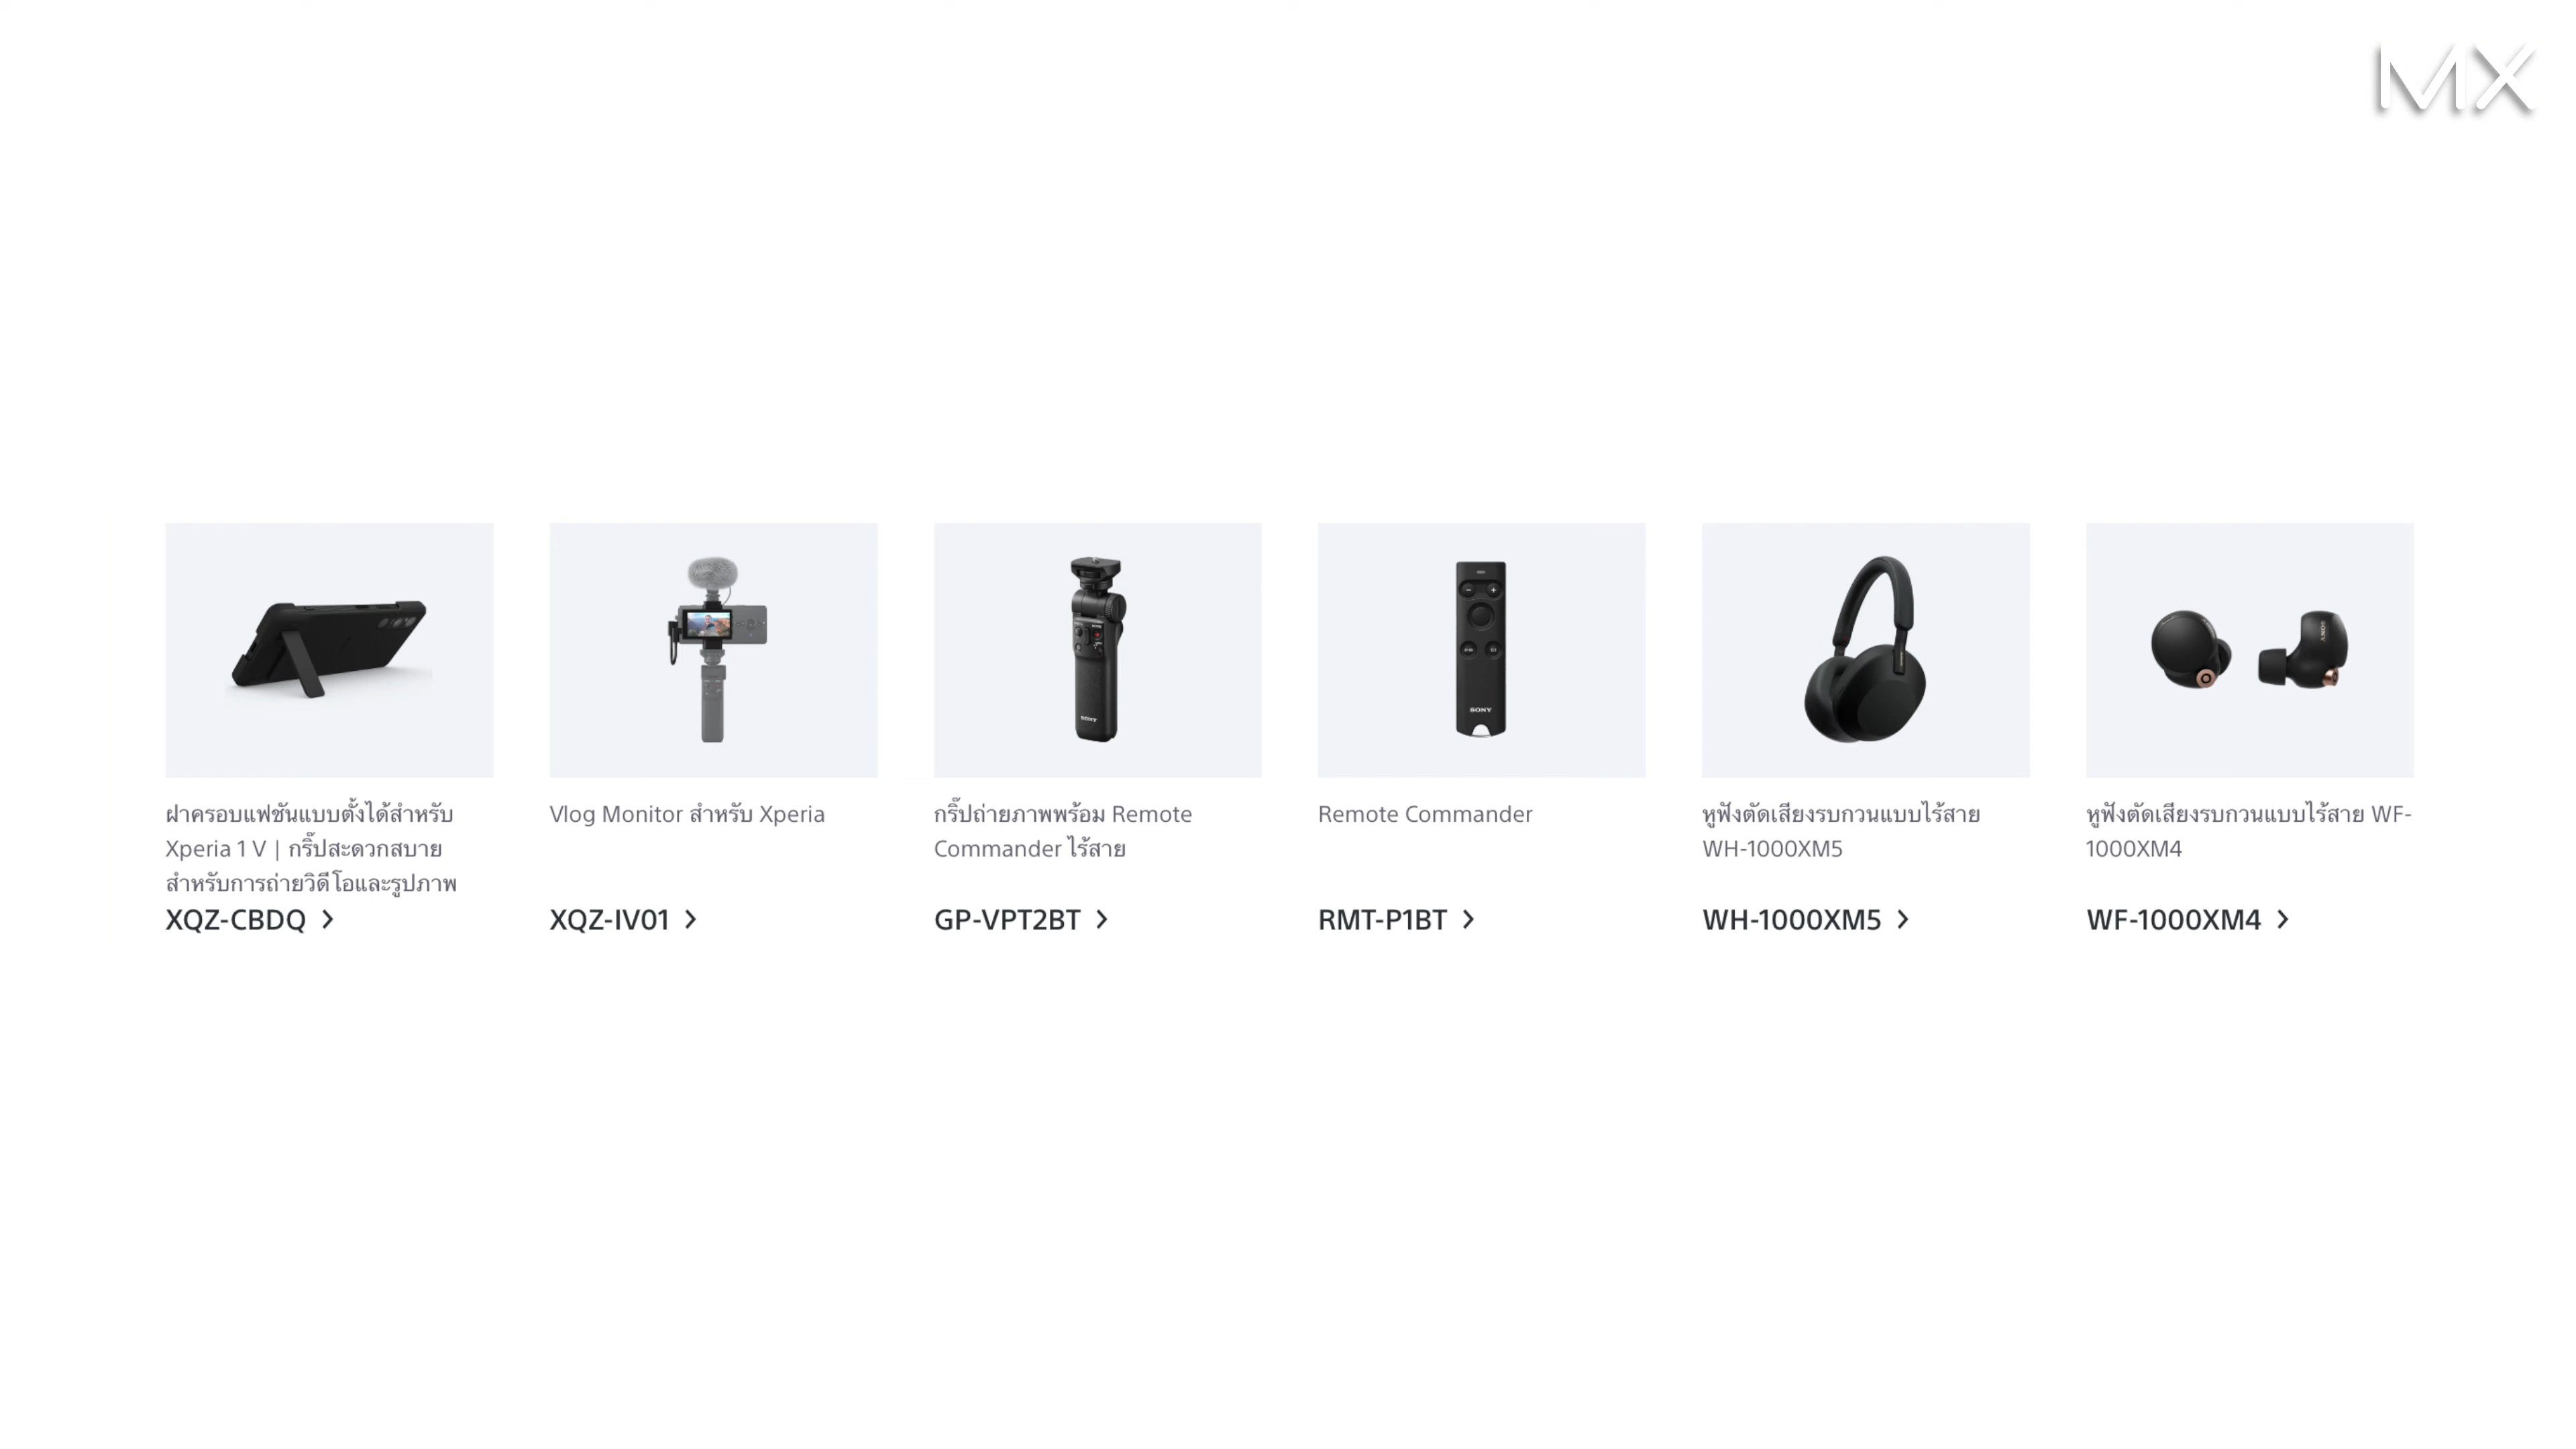 MX
ฝาครอบแฟชันแบบตั้งได้สำหรับ
Xperia 1 V | กริ๊ปสะดวกสบาย
สำหรับการถ่ายวิดีโอและรูปภาพ
XQZ-CBDQ
Vlog Monitor สำหรับ Xperia
XQZ-IV01
กริ๊ปถ่ายภาพพร้อม Remote
Commander ไร้สาย
GP-VPT2BT
SONY
Remote Commander
RMT-P1BT
SONY
หูฟังตัดเสียงรบกวนแบบไร้สาย
WH-1000XM5
WH-1000XM5
หูฟังตัดเสียงรบกวนแบบไร้สาย WF-
1000XM4
WF-1000XM4
SONY